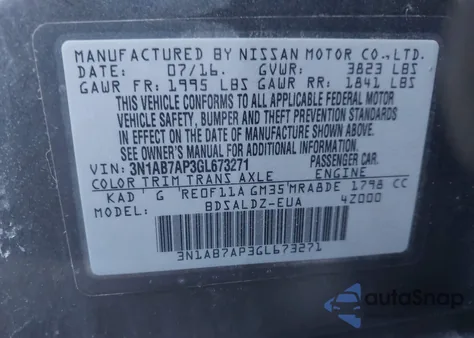 MANUFACTURED BY NISSAN MOTOR CO.,LTD.
DATE: 07/16. GVWR: 3823 LBS
GAWR FR: 1995 LBS GAWR RR: 1841 LBS
THIS VEHICLE CONFORMS TO ALL APPLICABLE FEDERAL MOTOR
VEHICLE SAFETY, BUMPER AND THEFT PREVENTION STANDARDS
IN EFFECT ON THE DATE OF MANUFACTURE SHOWN ABOVE.
SEE OWNER'S MANUAL FOR ADDITIONAL INFORMATION.
VIN: 3N1AB7AP3GL673271 PASSENGER CAR
COLOR TRIM TRANS AXLE ENGINE
KAD G RE0F11A GM35 MRA8DE 1798 CC
MODEL: BDSALDZ-EUA 4Z000
3N1AB7AP3GL673271
autoSnap